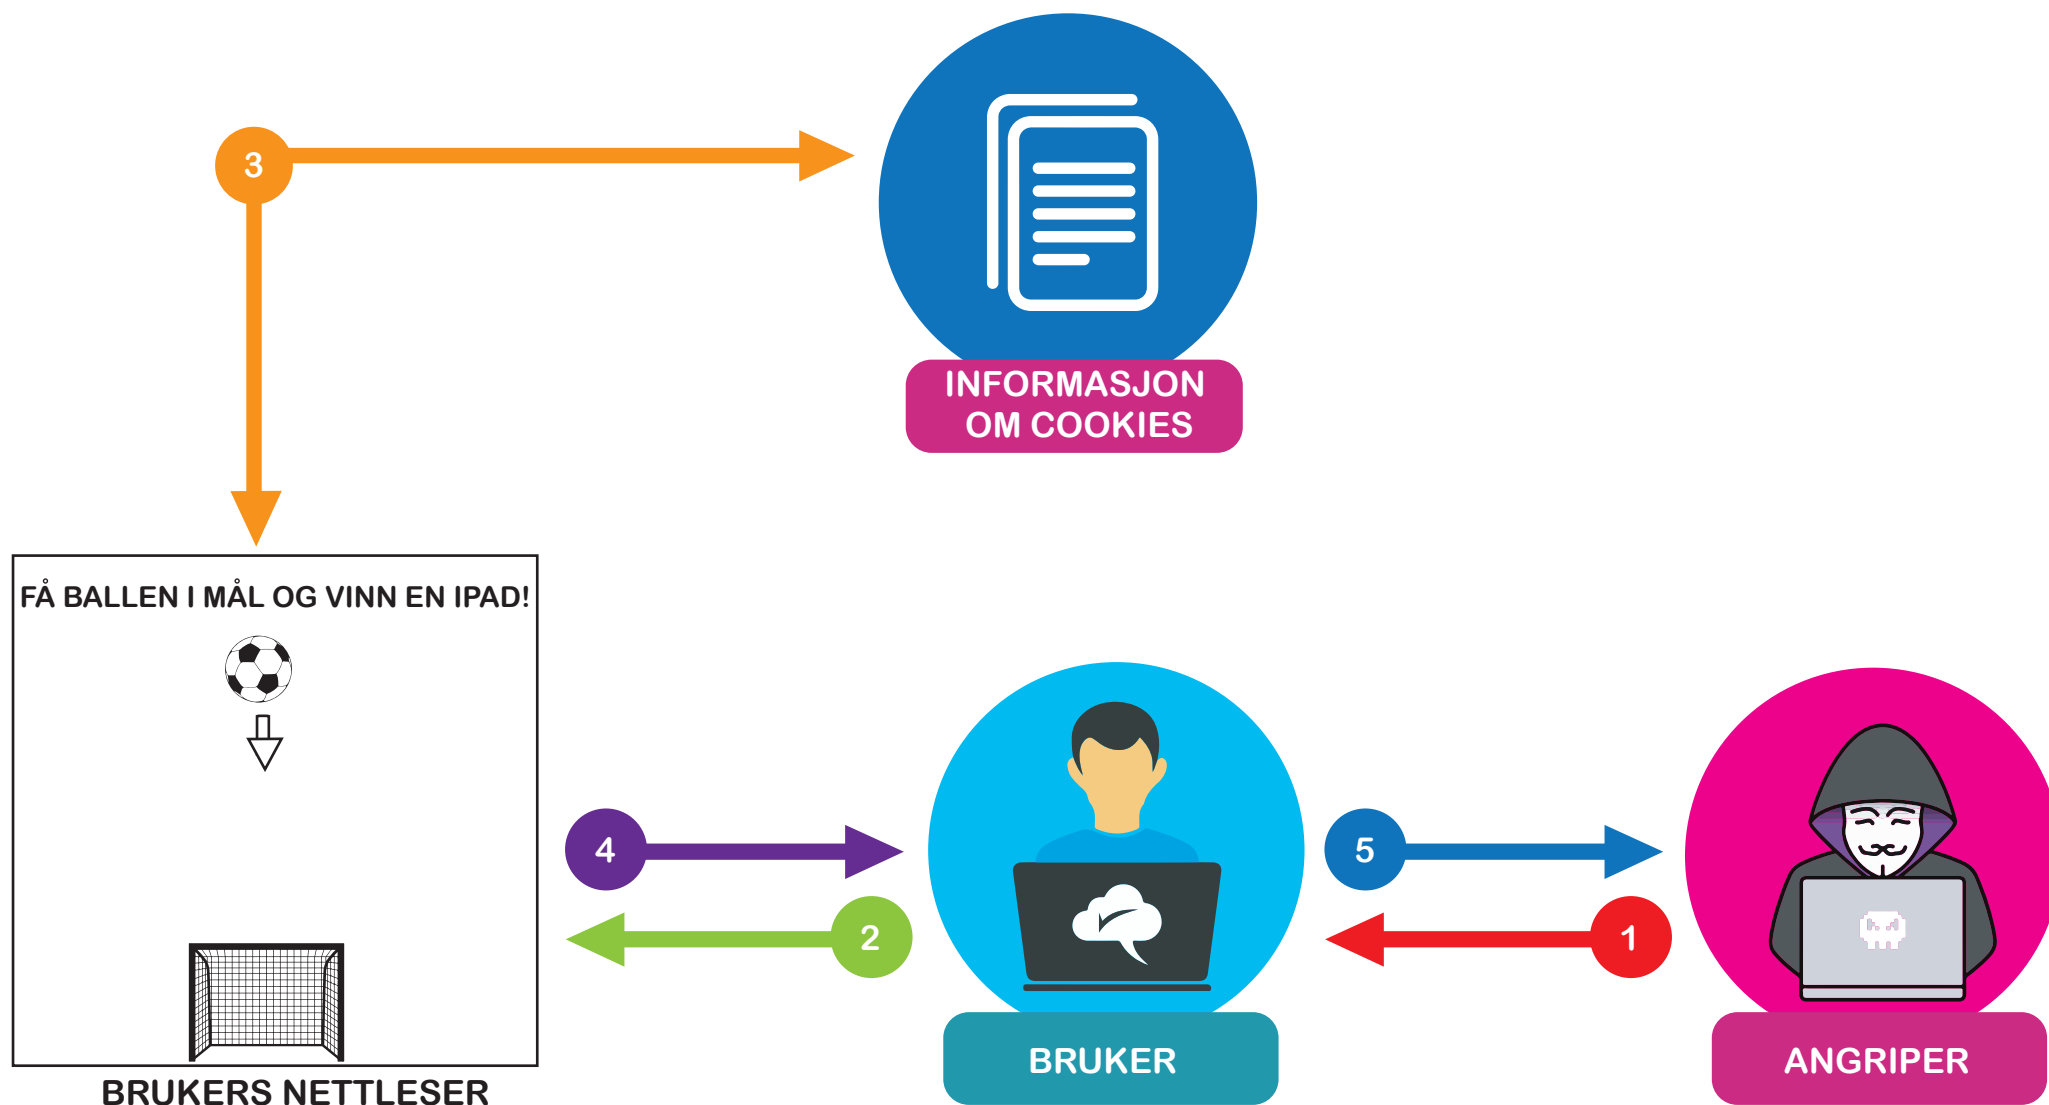 3
INFORMASJON
OM COOKIES
FÅ BALLEN I MÅL OG VINN EN IPAD!
4
5
2
1
BRUKER
ANGRIPER
BRUKERS NETTLESER